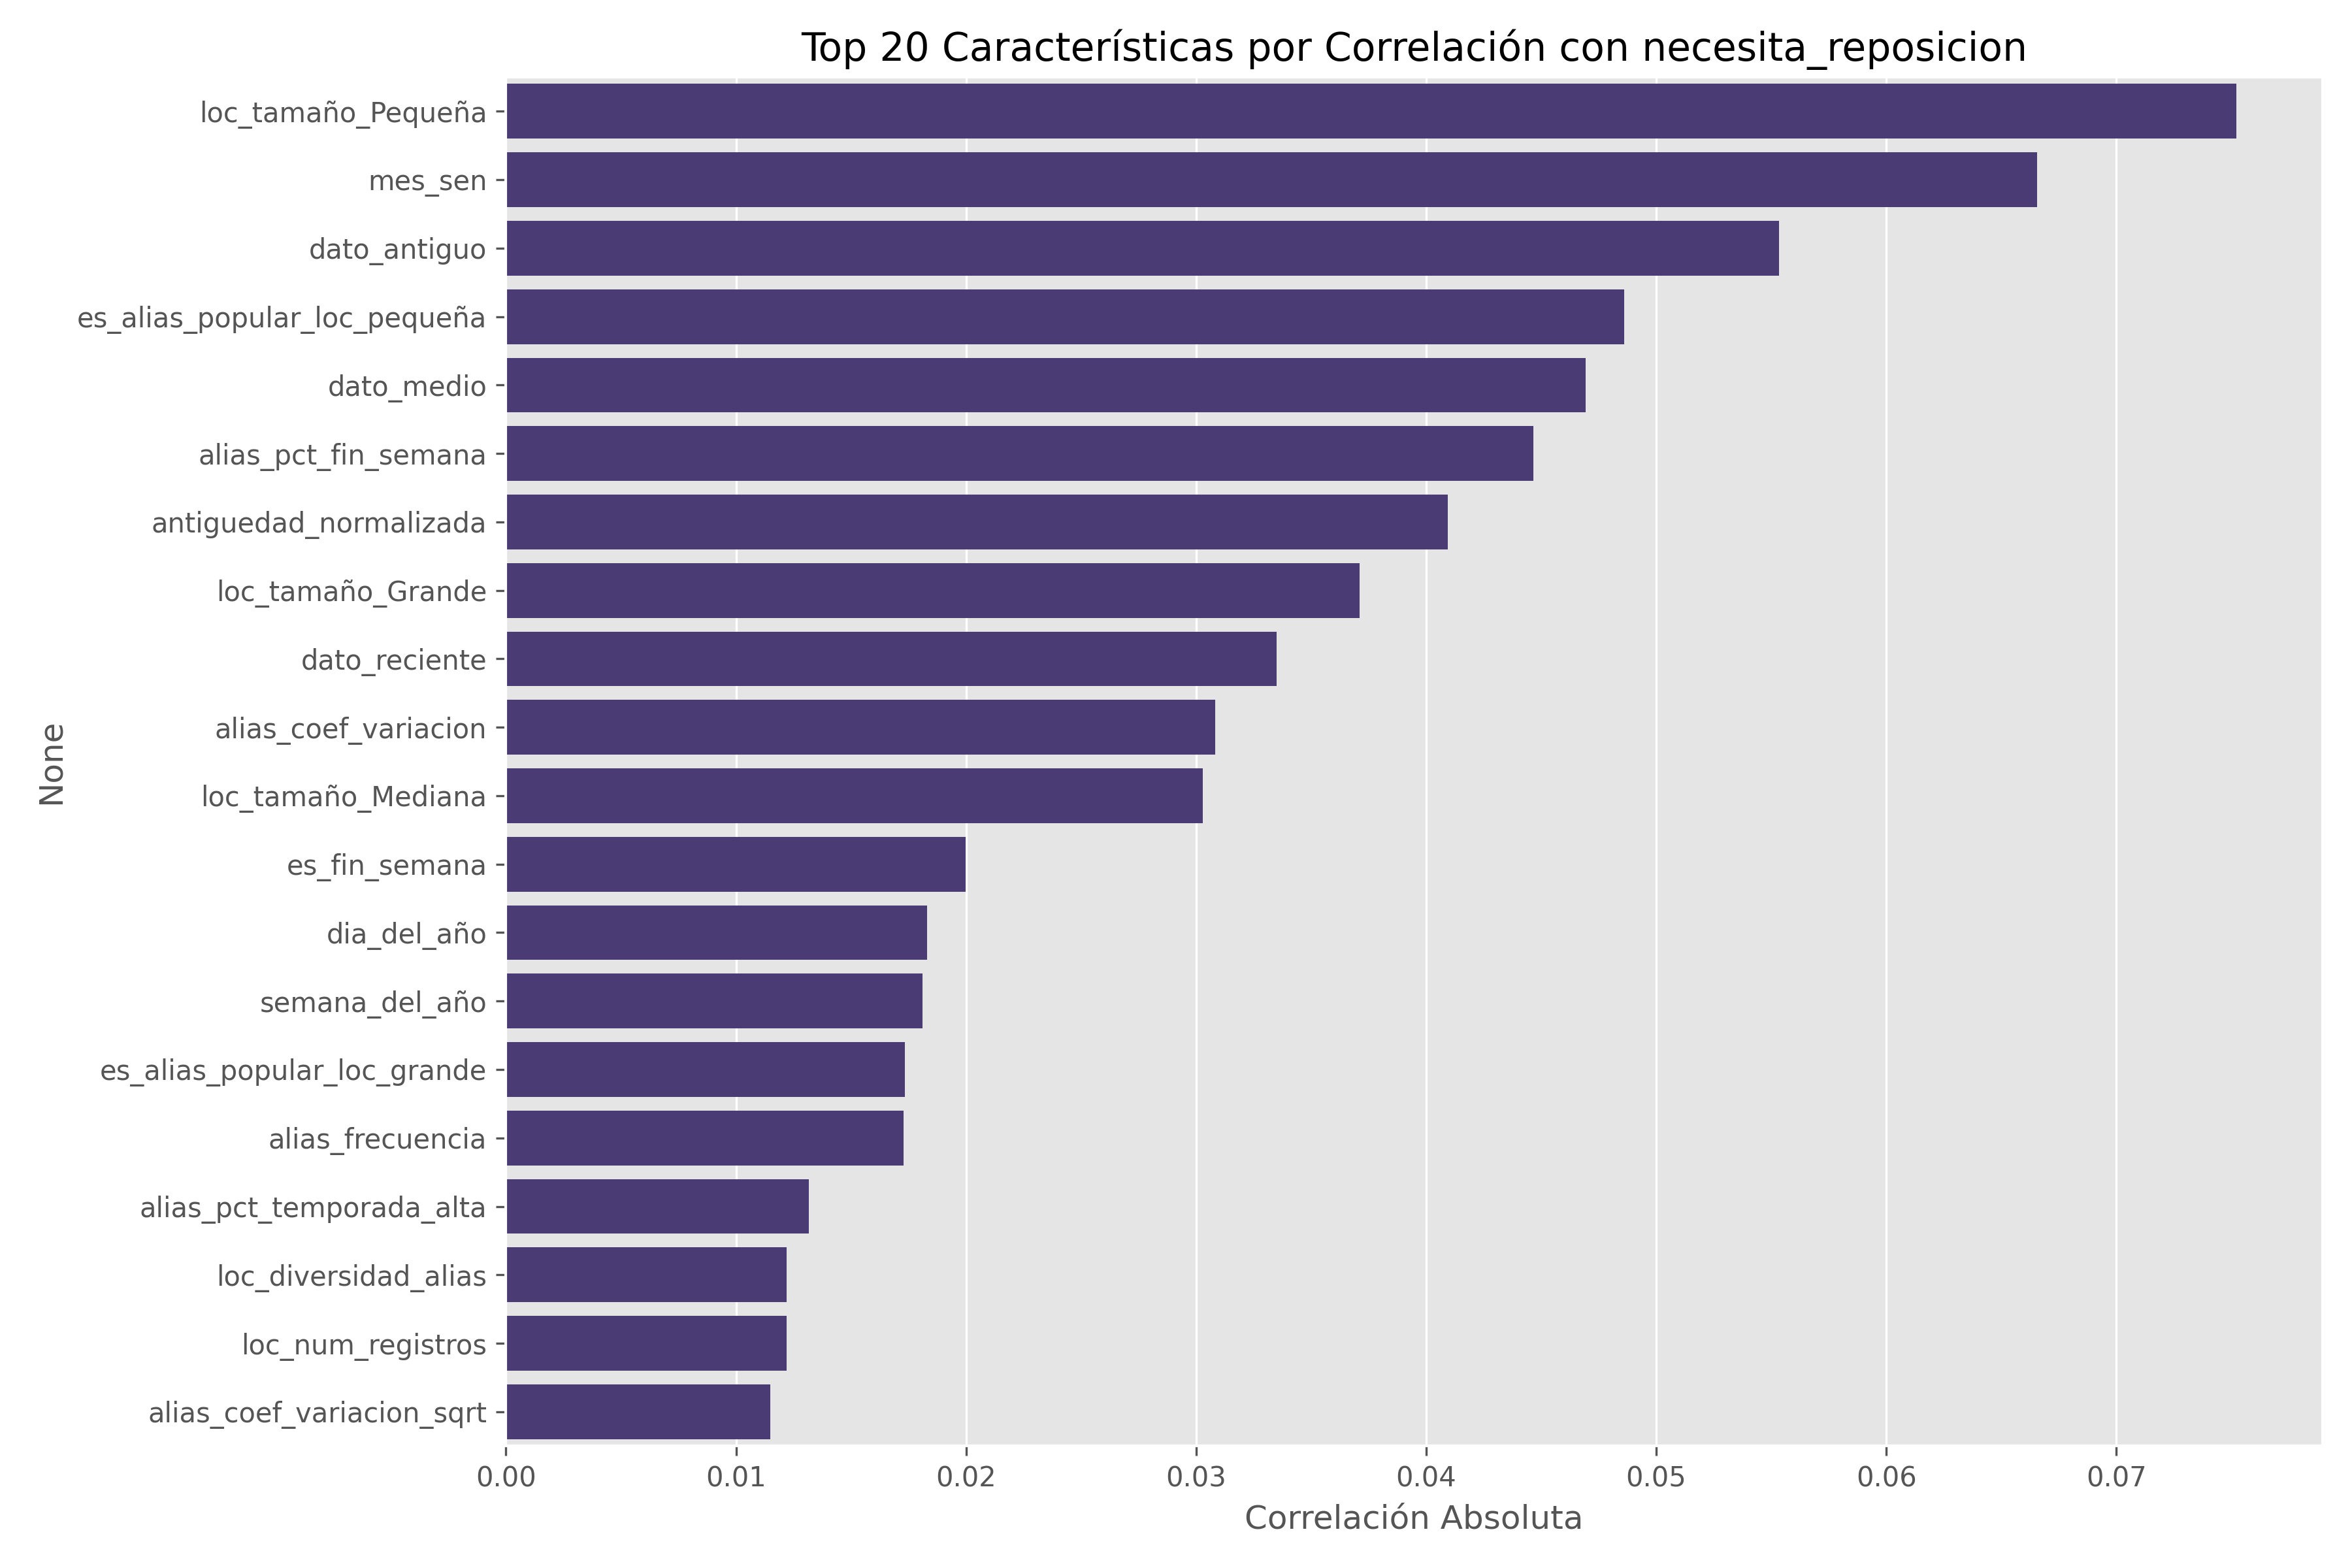 Top 20 Características por Correlación con necesita_reposicion
None
loc_tamaño_Pequeña
mes_sen
dato_antiguo
es_alias_popular_loc_pequeña
dato_medio
alias_pct_fin_semana
antiguedad_normalizada
loc_tamaño_Grande
dato_reciente
alias_coef_variacion
loc_tamaño_Mediana
es_fin_semana
dia_del_año
semana_del_año
es_alias_popular_loc_grande
alias_frecuencia
alias_pct_temporada_alta
loc_diversidad_alias
loc_num_registros
alias_coef_variacion_sqrt
0.00 0.01 0.02 0.03 0.04 0.05 0.06 0.07
Correlación Absoluta